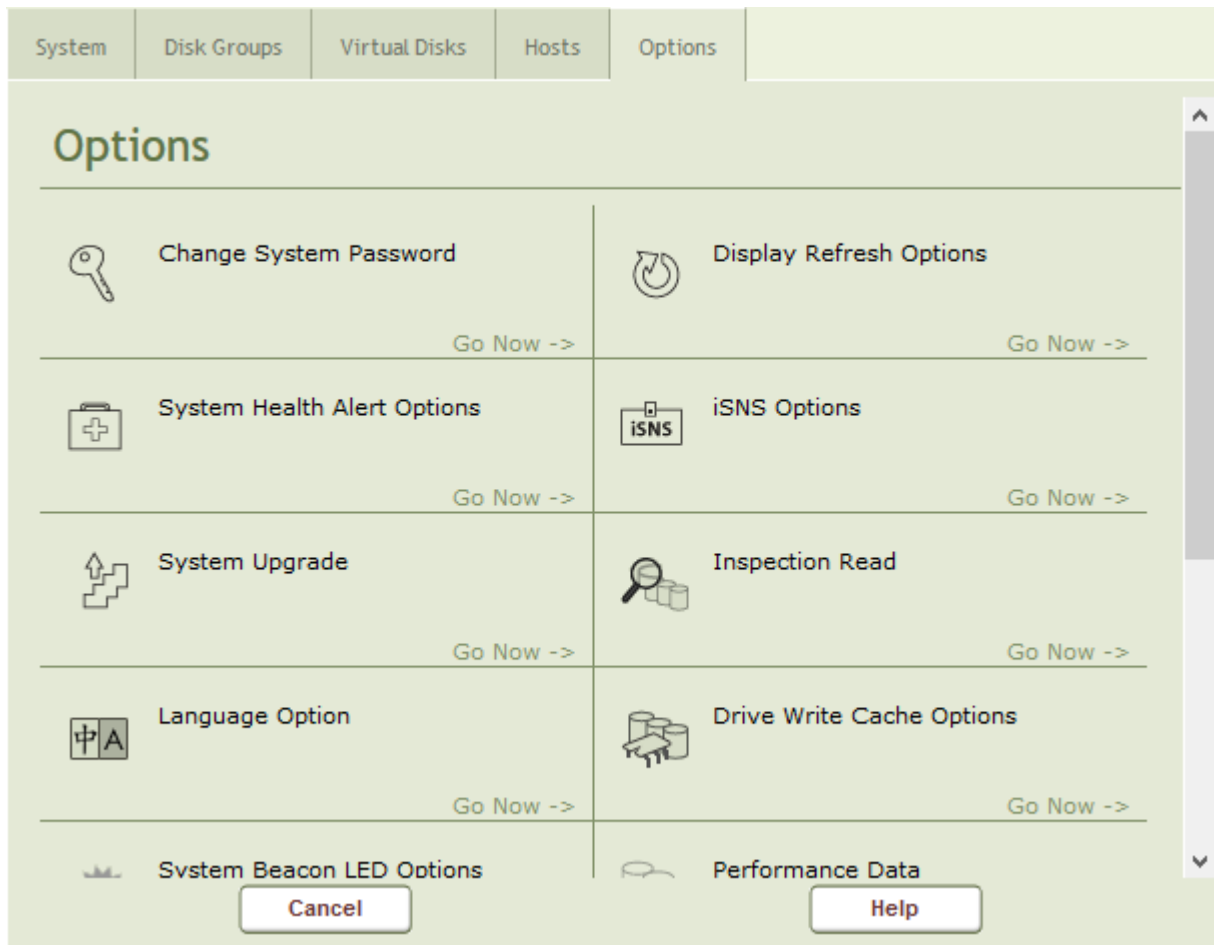 System
Disk Groups
Virtual Disks
Hosts
Options
Options
Change System Password
Go Now ->
Display Refresh Options
Go Now ->
System Health Alert Options
Go Now ->
iSNS
iSNS Options
Go Now ->
System Upgrade
Go Now ->
Inspection Read
Go Now ->
中A
Language Option
Go Now ->
Drive Write Cache Options
Go Now ->
System Beacon LED Options
Performance Data
Cancel
Help